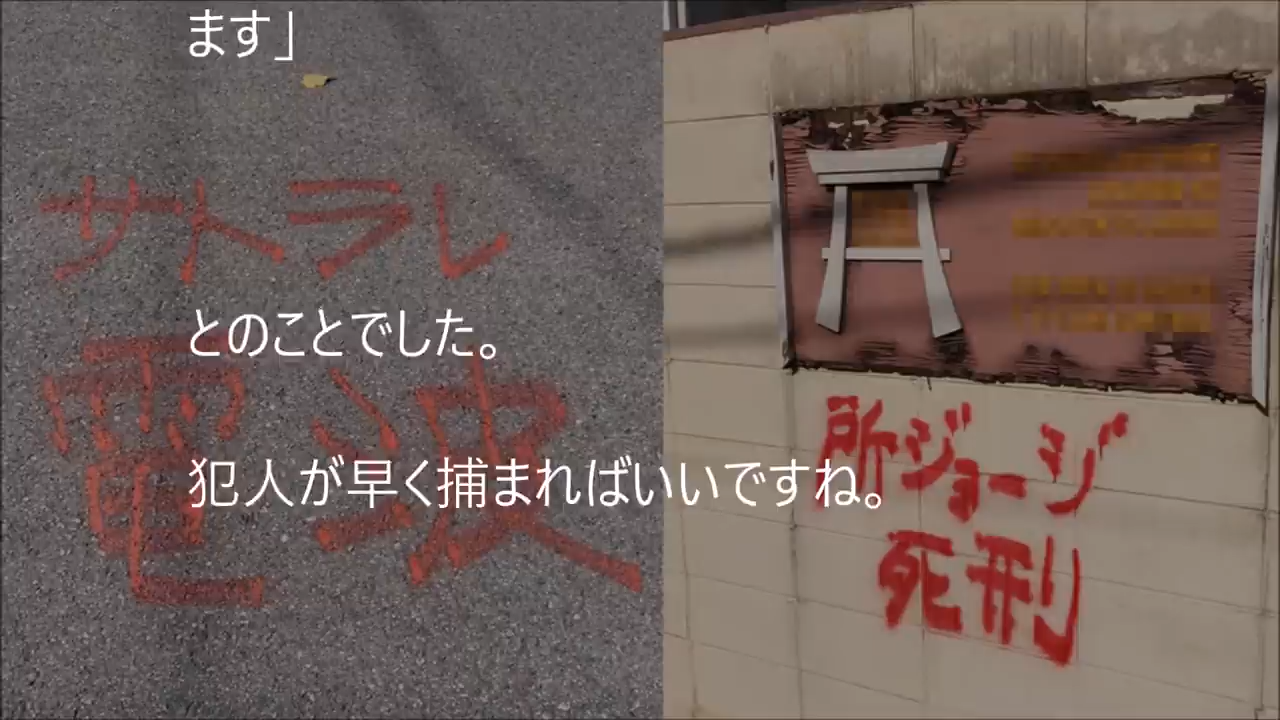 ます」
サトラレ
電波
とのことでした。
犯人が早く捕まればいいですね。
所ジョージ
死刑